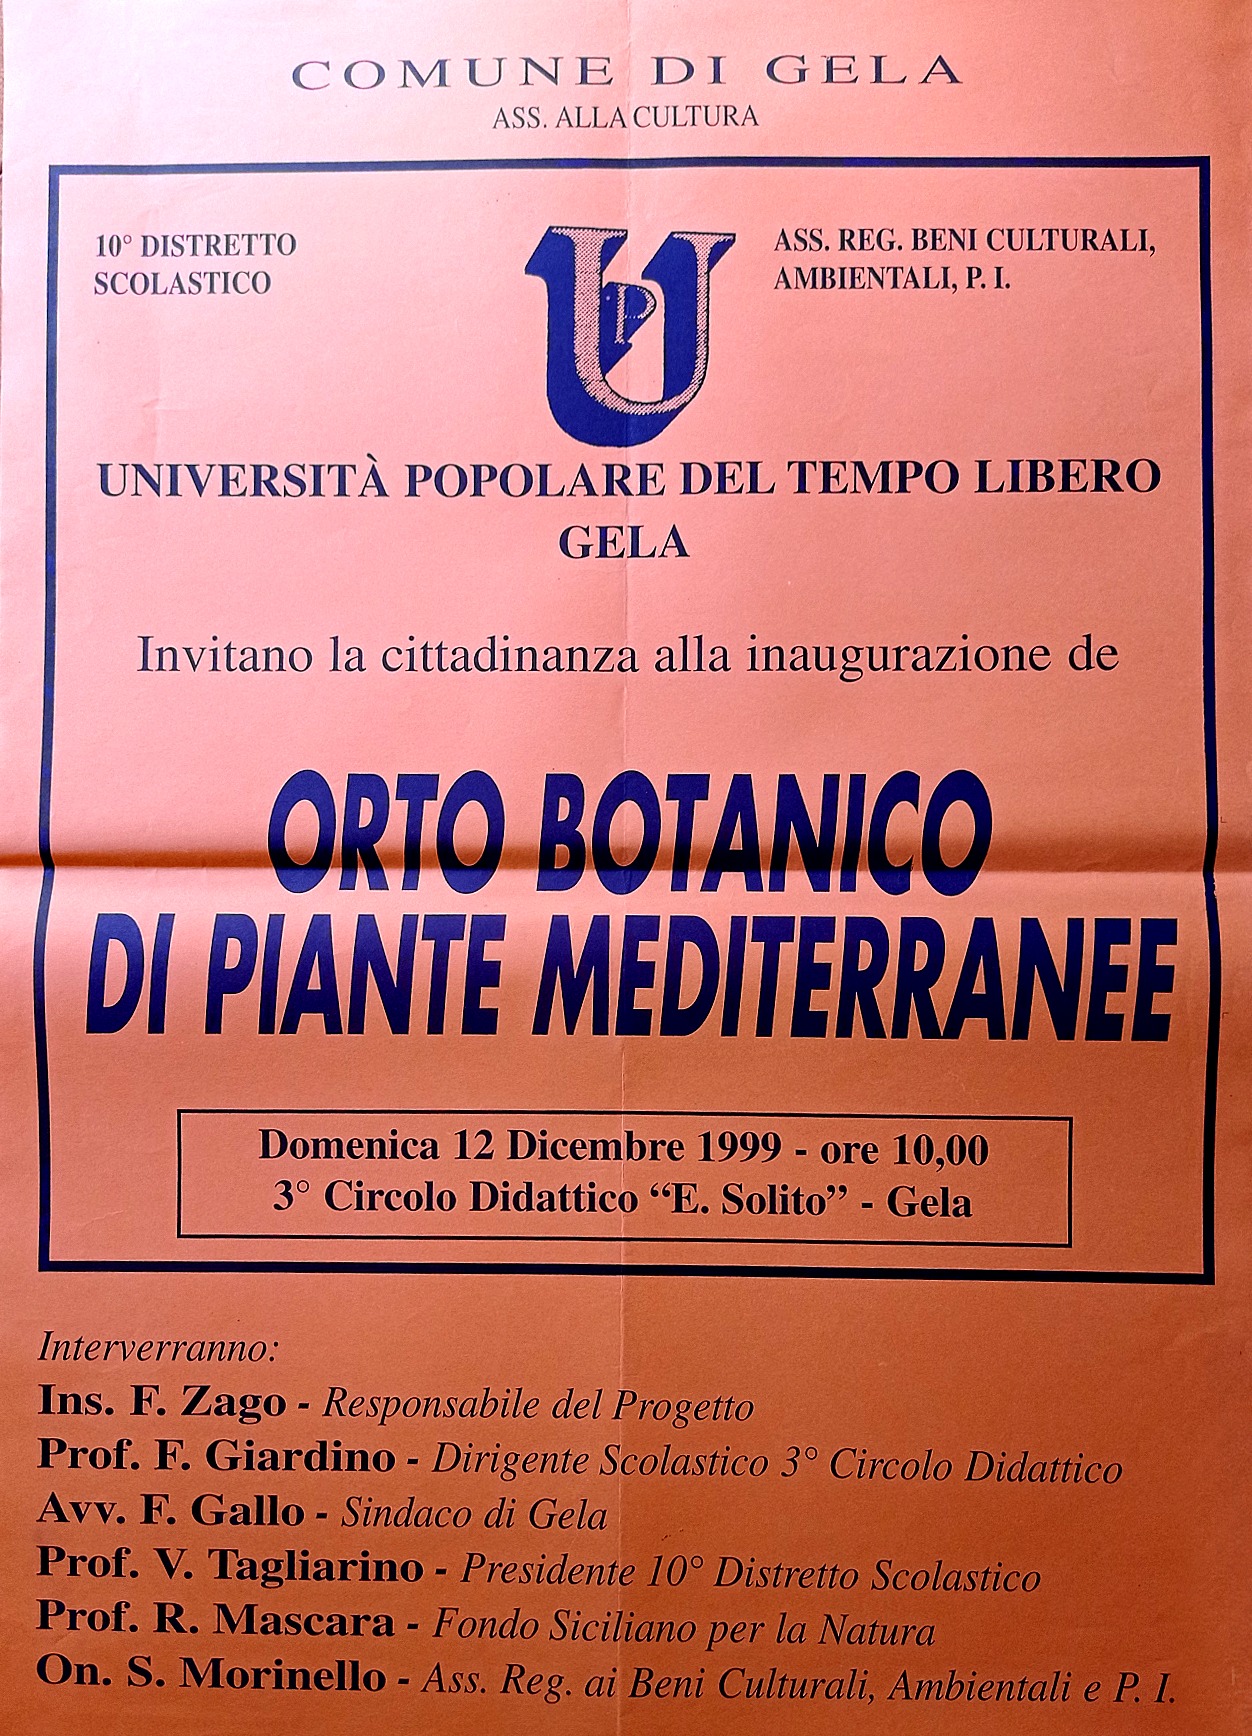 COMUNE DI GELA
ASS. ALLA CULTURA
10° DISTRETTO
SCOLASTICO
UP
ASS. REG. BENI CULTURALI,
AMBIENTALI, P. I.
UNIVERSITÀ POPOLARE DEL TEMPO LIBERO
GELA
Invitano la cittadinanza alla inaugurazione de
ORTO BOTANICO
DI PIANTE MEDITERRANEE
Domenica 12 Dicembre 1999 - ore 10,00
3° Circolo Didattico “E. Solito” - Gela
Interverranno:
Ins. F. Zago - Responsabile del Progetto
Prof. F. Giardino - Dirigente Scolastico 3° Circolo Didattico
Avv. F. Gallo - Sindaco di Gela
Prof. V. Tagliarino - Presidente 10° Distretto Scolastico
Prof. R. Mascara - Fondo Siciliano per la Natura
On. S. Morinello - Ass. Reg. ai Beni Culturali, Ambientali e P. I.